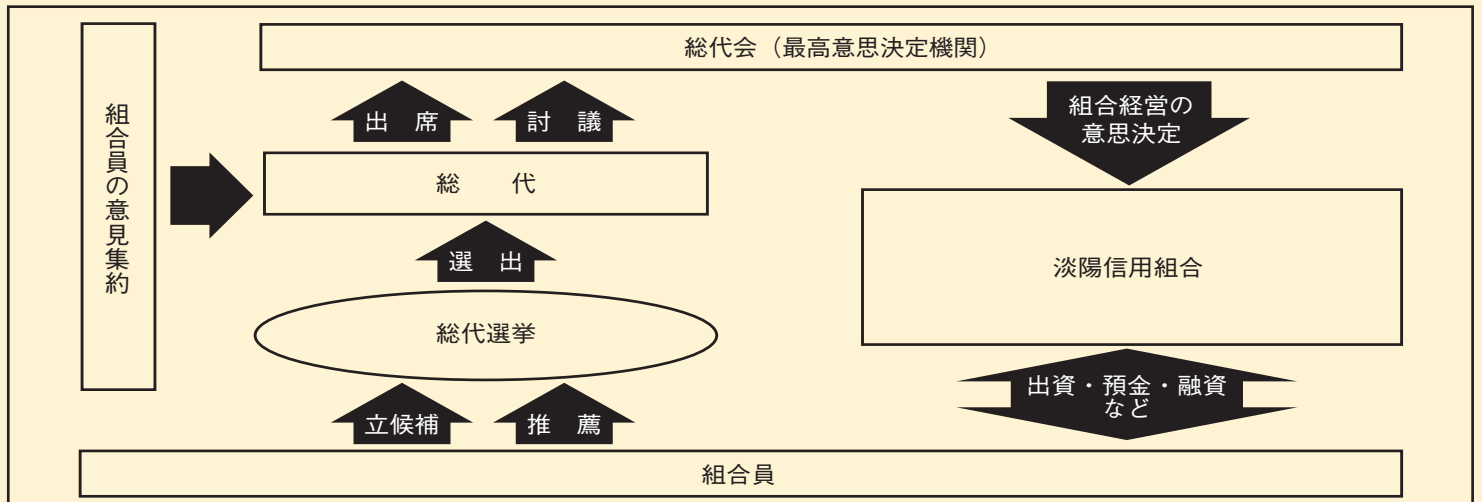 総代会（最高意思決定機関）
組合員の意見集約
出　席
討　議
組合経営の
意思決定
総　　代
選　出
淡陽信用組合
総代選挙
立候補
推　薦
出資・預金・融資
など
組合員